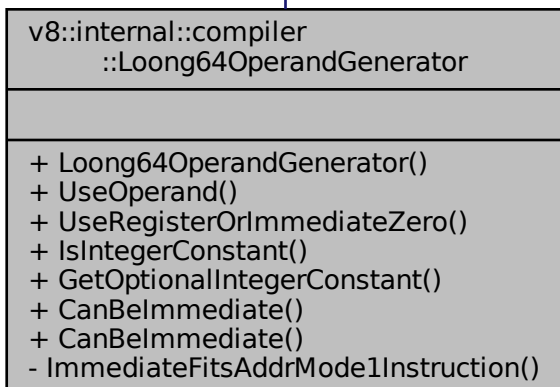 v8::internal::compiler
::Loong64OperandGenerator
+ Loong64OperandGenerator()
+ UseOperand()
+ UseRegisterOrImmediateZero()
+ IsIntegerConstant()
+ GetOptionalIntegerConstant()
+ CanBeImmediate()
+ CanBeImmediate()
- ImmediateFitsAddrMode1Instruction()